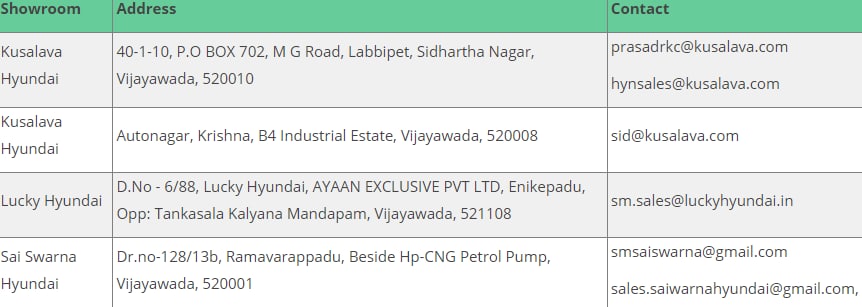 Showroom Address Contact
Kusalava Hyundai
40-1-10, P.O BOX 702, M G Road, Labbipet, Sidhartha Nagar,
Vijayawada, 520010
prasadrkc@kusalava.com
hynsales@kusalava.com
Kusalava Hyundai
Autonagar, Krishna, B4 Industrial Estate, Vijayawada, 520008
sid@kusalava.com
Lucky Hyundai
D.No - 6/88, Lucky Hyundai, AYAAN EXCLUSIVE PVT LTD, Enikepadu,
Opp: Tankasala Kalyana Mandapam, Vijayawada, 521108
sm.sales@luckyhyundai.in
Sai Swarna
Hyundai
Dr.no-128/13b, Ramavarappadu, Beside Hp-CNG Petrol Pump,
Vijayawada, 520001
smsaiswarna@gmail.com
sales.saiwarnahyundai@gmail.com,